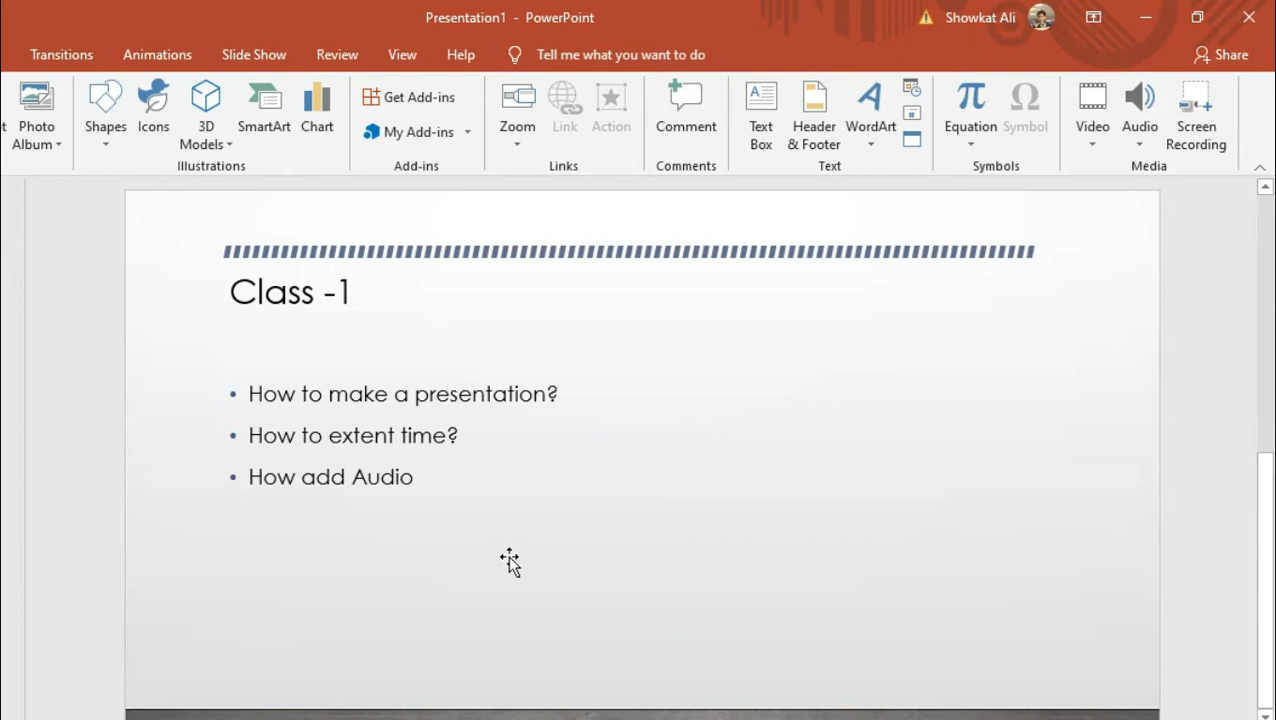 Presentation1 - PowerPoint
Showkat Ali
Transitions Animations Slide Show Review View Help Tell me what you want to do Share
Photo Album
Shapes
Icons
3D Models
SmartArt
Chart
Illustrations
Get Add-ins
My Add-ins
Add-ins
Zoom
Link
Action
Links
Comment
Comments
Text Box
Header & Footer
WordArt
Text
Equation
Symbol
Symbols
Video
Audio
Screen Recording
Media
Class -1
• How to make a presentation?
• How to extent time?
• How add Audio